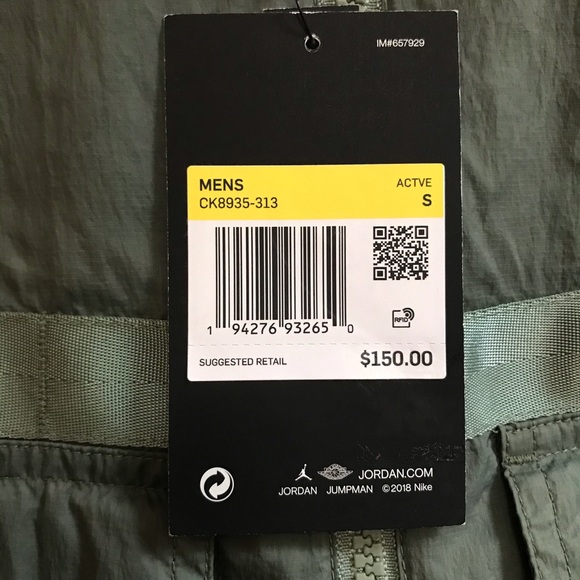 IM#657929
MENS ACTVE
CK8935-313 S
RFID
1 94276 93265 0
SUGGESTED RETAIL $150.00
JORDAN.COM
JORDAN JUMPMAN ©2018 Nike